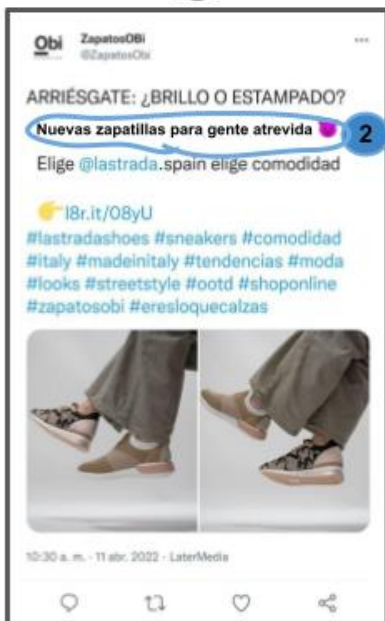 Obi
ZapatosOBi
@ZapatosObi
ARRIÉSGATE: ¿BRILLO O ESTAMPADO?
Nuevas zapatillas para gente atrevida 😈
2
Elige @lastrada.spain elige comodidad
👉 l8r.it/08yU
#lastradashoes #sneakers #comodidad
#italy #madeinitaly #tendencias #moda
#looks #streetstyle #ootd #shoponline
#zapatosobi #eresloquecalzas
10:30 a. m. · 11 abr. 2022 · LaterMedia